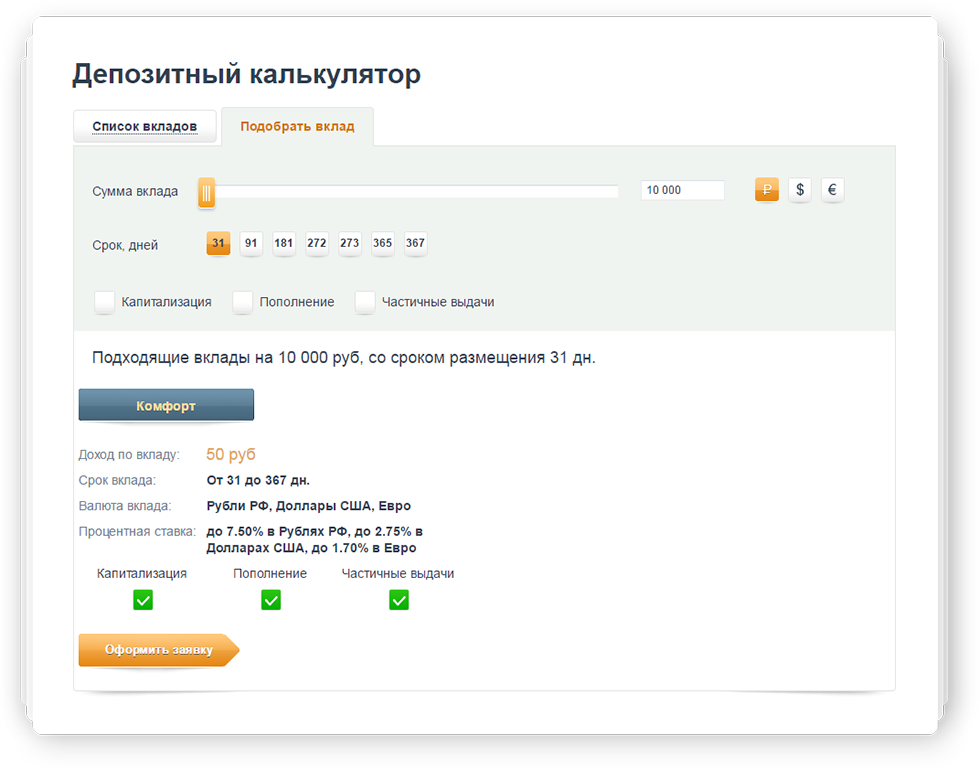 Депозитный калькулятор
Список вкладов Подобрать вклад
Сумма вклада 10 000 ₽ $ €
Срок, дней 31 91 181 272 273 365 367
Капитализация Пополнение Частичные выдачи
Подходящие вклады на 10 000 руб, со сроком размещения 31 дн.
Комфорт
Доход по вкладу: 50 руб
Срок вклада: От 31 до 367 дн.
Валюта вклада: Рубли РФ, Доллары США, Евро
Процентная ставка: до 7.50% в Рублях РФ, до 2.75% в
Долларах США, до 1.70% в Евро
Капитализация Пополнение Частичные выдачи
Оформить заявку